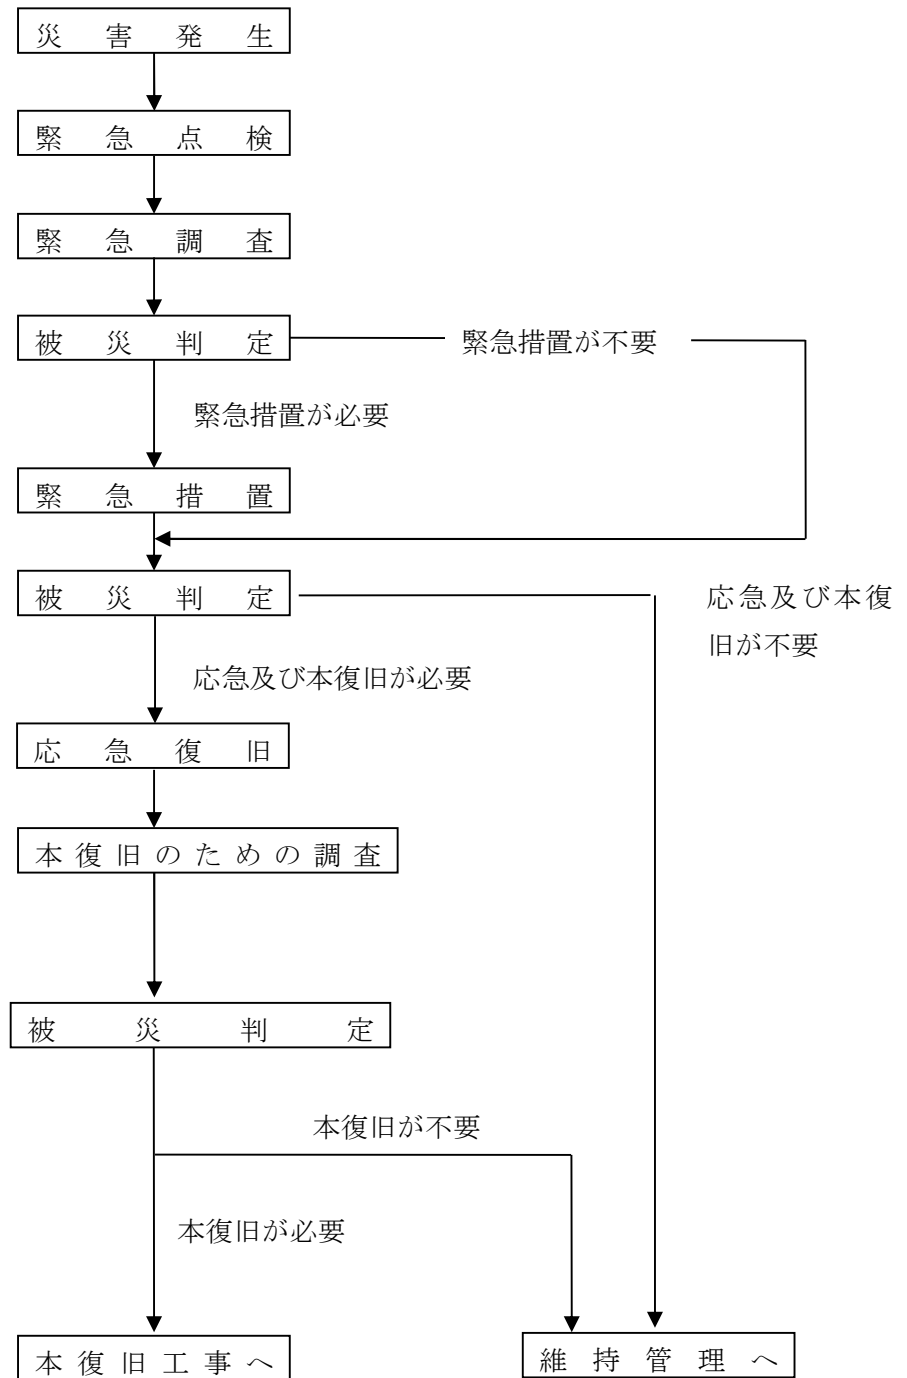 災害発生
緊急点検
緊急調査
被災判定
緊急措置が不要
緊急措置が必要
緊急措置
被災判定
応急及び本復
旧が不要
応急及び本復旧が必要
応急復旧
本復旧のための調査
被災判定
本復旧が不要
本復旧が必要
本復旧工事へ
維持管理へ